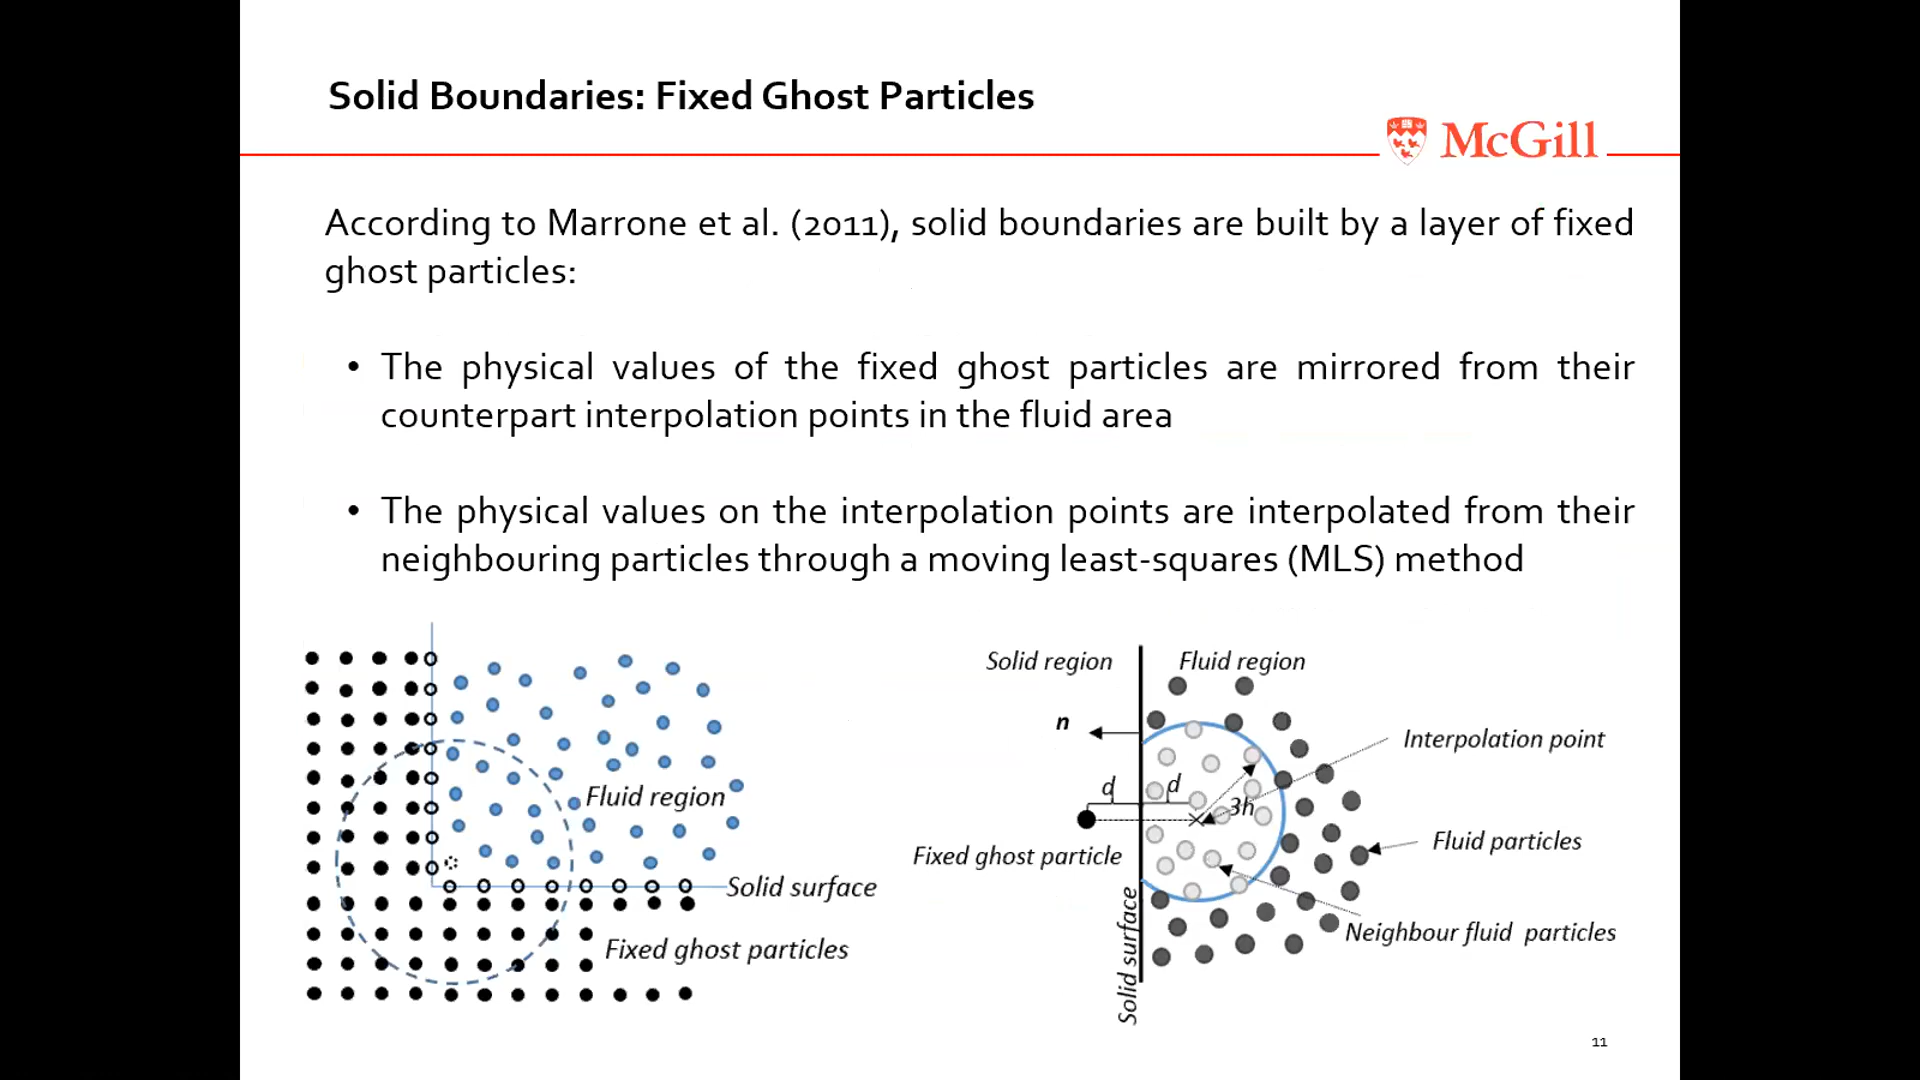 Solid Boundaries: Fixed Ghost Particles
McGill
According to Marrone et al. (2011), solid boundaries are built by a layer of fixed
ghost particles:
• The physical values of the fixed ghost particles are mirrored from their
counterpart interpolation points in the fluid area
• The physical values on the interpolation points are interpolated from their
neighbouring particles through a moving least-squares (MLS) method
Fluid region
Solid surface
Fixed ghost particles
Solid region
Fluid region
n
Interpolation point
d
d
3h
Fluid particles
Fixed ghost particle
Neighbour fluid particles
Solid surface
11